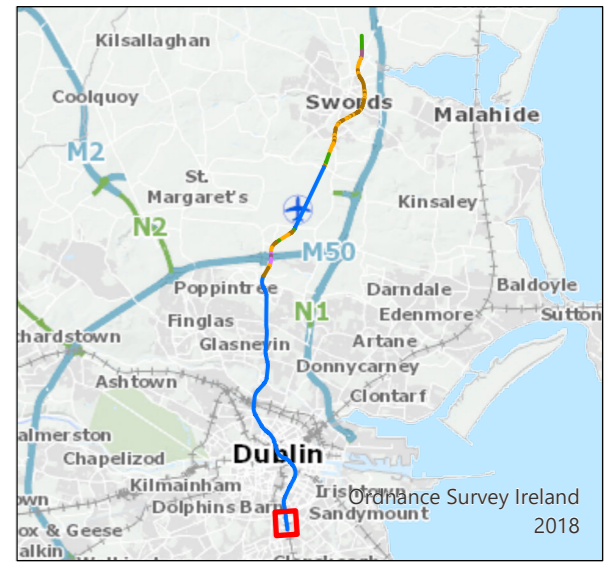 Kilsallaghan
Coolquoy
Swords
Malahide
M2
St.
Margaret's
Kinsaley
N2
M50
Poppintree
Darndale
Baldoyle
N1
Edenmore
Sutton
Finglas
chardstown
Glasnevin
Artane
Donnycarney
Ashtown
Clontarf
almerston
Chapelizod
Dublin
Kilmainham
Dolphins Barn
Irishtown
Ordnance Survey Ireland
Sandymount
2018
own
ox & Geese
alkin